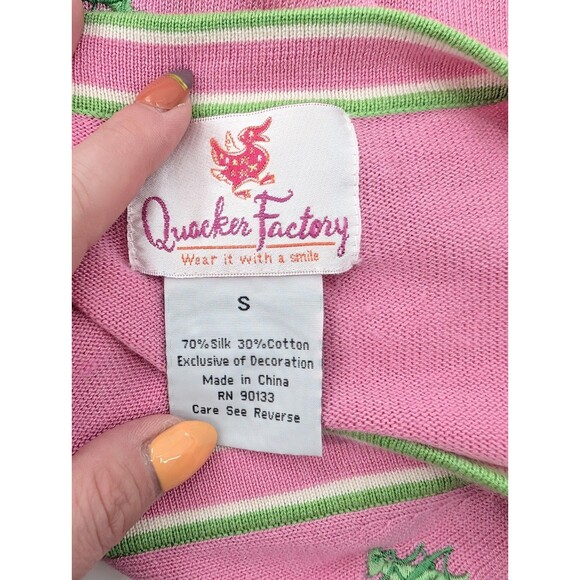 Quacker Factory
Wear it with a smile
S
70%Silk 30%Cotton
Exclusive of Decoration
Made in China
RN 90133
Care See Reverse